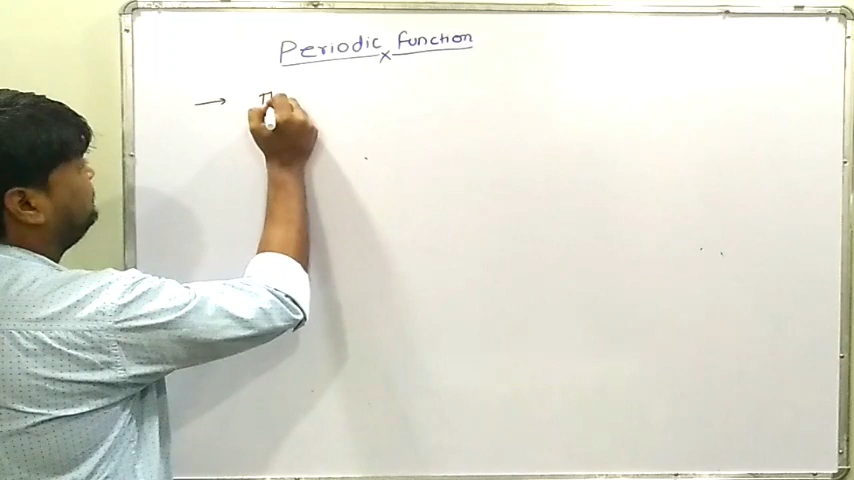 Periodic function
→ π